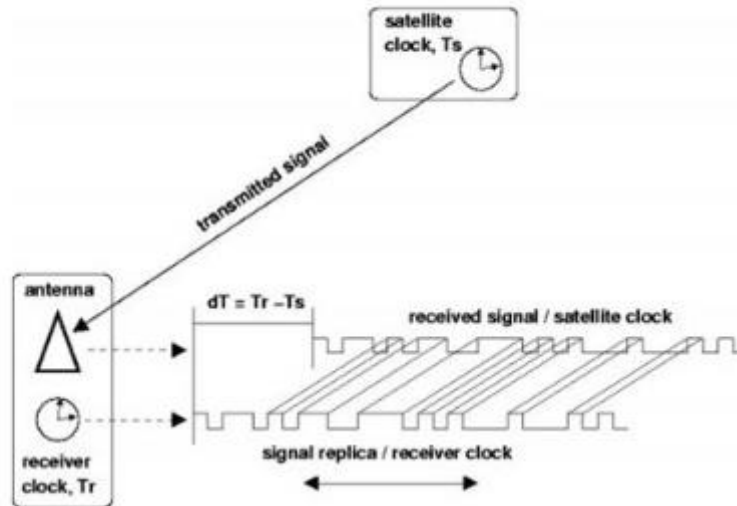 satellite
clock, Ts
transmitted signal
antenna
dT = Tr –Ts
received signal / satellite clock
signal replica / receiver clock
receiver
clock, Tr